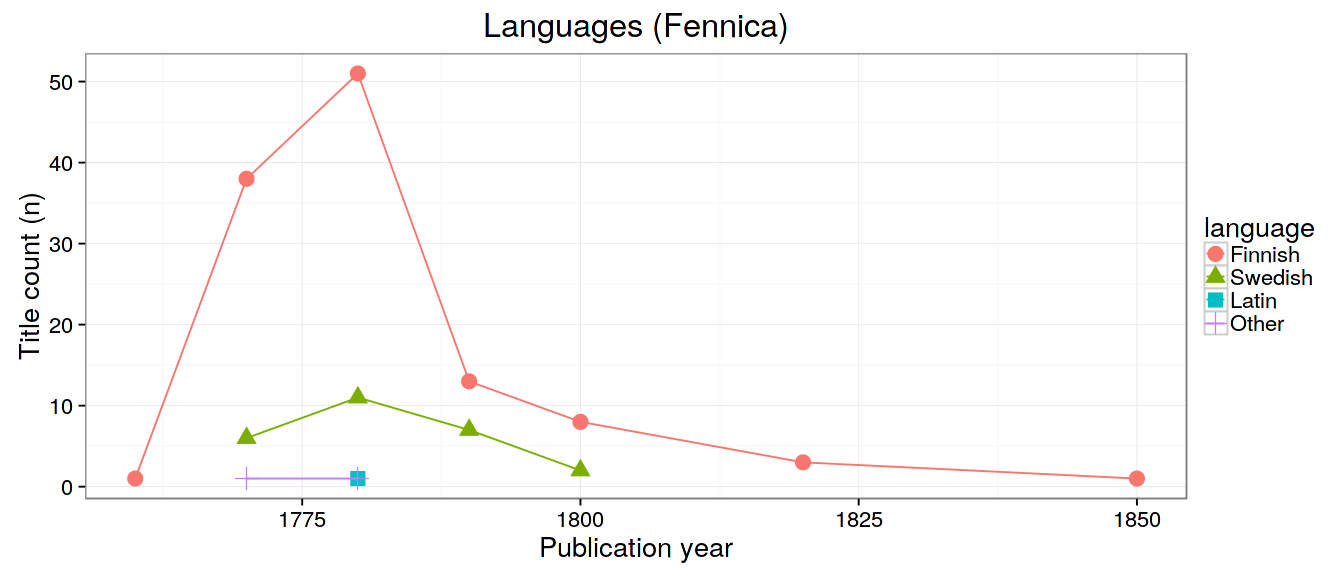 Languages (Fennica)
Title count (n)
50
40
30
20
10
0
1775 1800 1825 1850
Publication year
language
Finnish
Swedish
Latin
Other